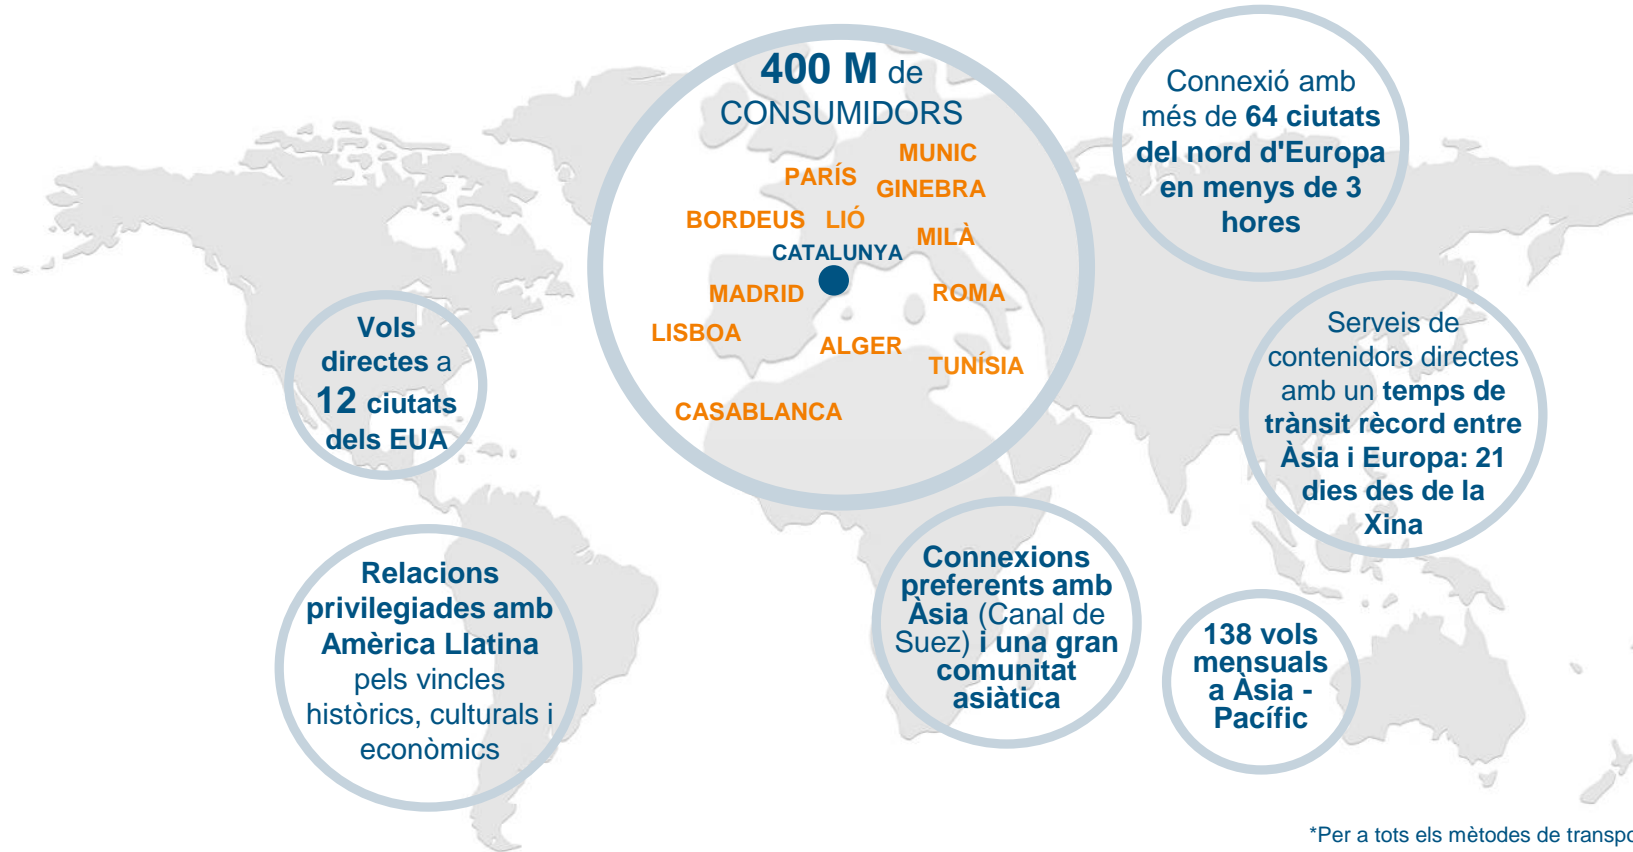 400 M de
CONSUMIDORS
MUNIC
PARÍS
GINEBRA
BORDEUS
LIÓ
MILÀ
CATALUNYA
MADRID
ROMA
LISBOA
ALGER
TUNÍSIA
CASABLANCA
Connexió amb
més de 64 ciutats
del nord d'Europa
en menys de 3
hores
Vols
directes a
12 ciutats
dels EUA
Serveis de
contenidors directes
amb un temps de
trànsit rècord entre
Àsia i Europa: 21
dies des de la
Xina
Relacions
privilegiades amb
Amèrica Llatina
pels vincles
històrics, culturals i
econòmics
Connexions
preferents amb
Àsia (Canal de
Suez) i una gran
comunitat
asiàtica
138 vols
mensuals
a Àsia -
Pacífic
*Per a tots els mètodes de